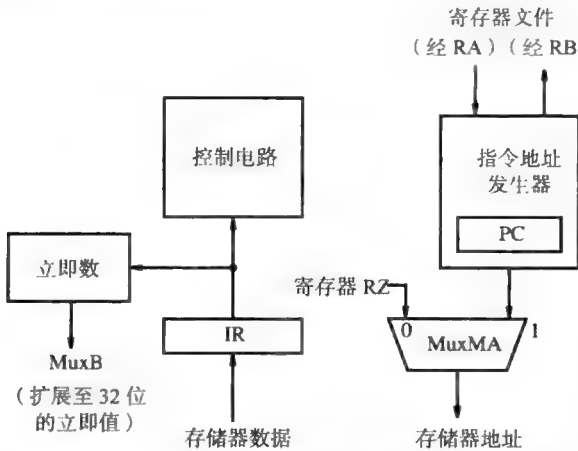 寄存器文件
（经 RA）（经 RB
控制电路
指令地址
发生器
PC
立即数
寄存器 RZ
0
1
IR
MuxMA
MuxB
（扩展至 32 位
的立即值）
存储器数据
存储器地址